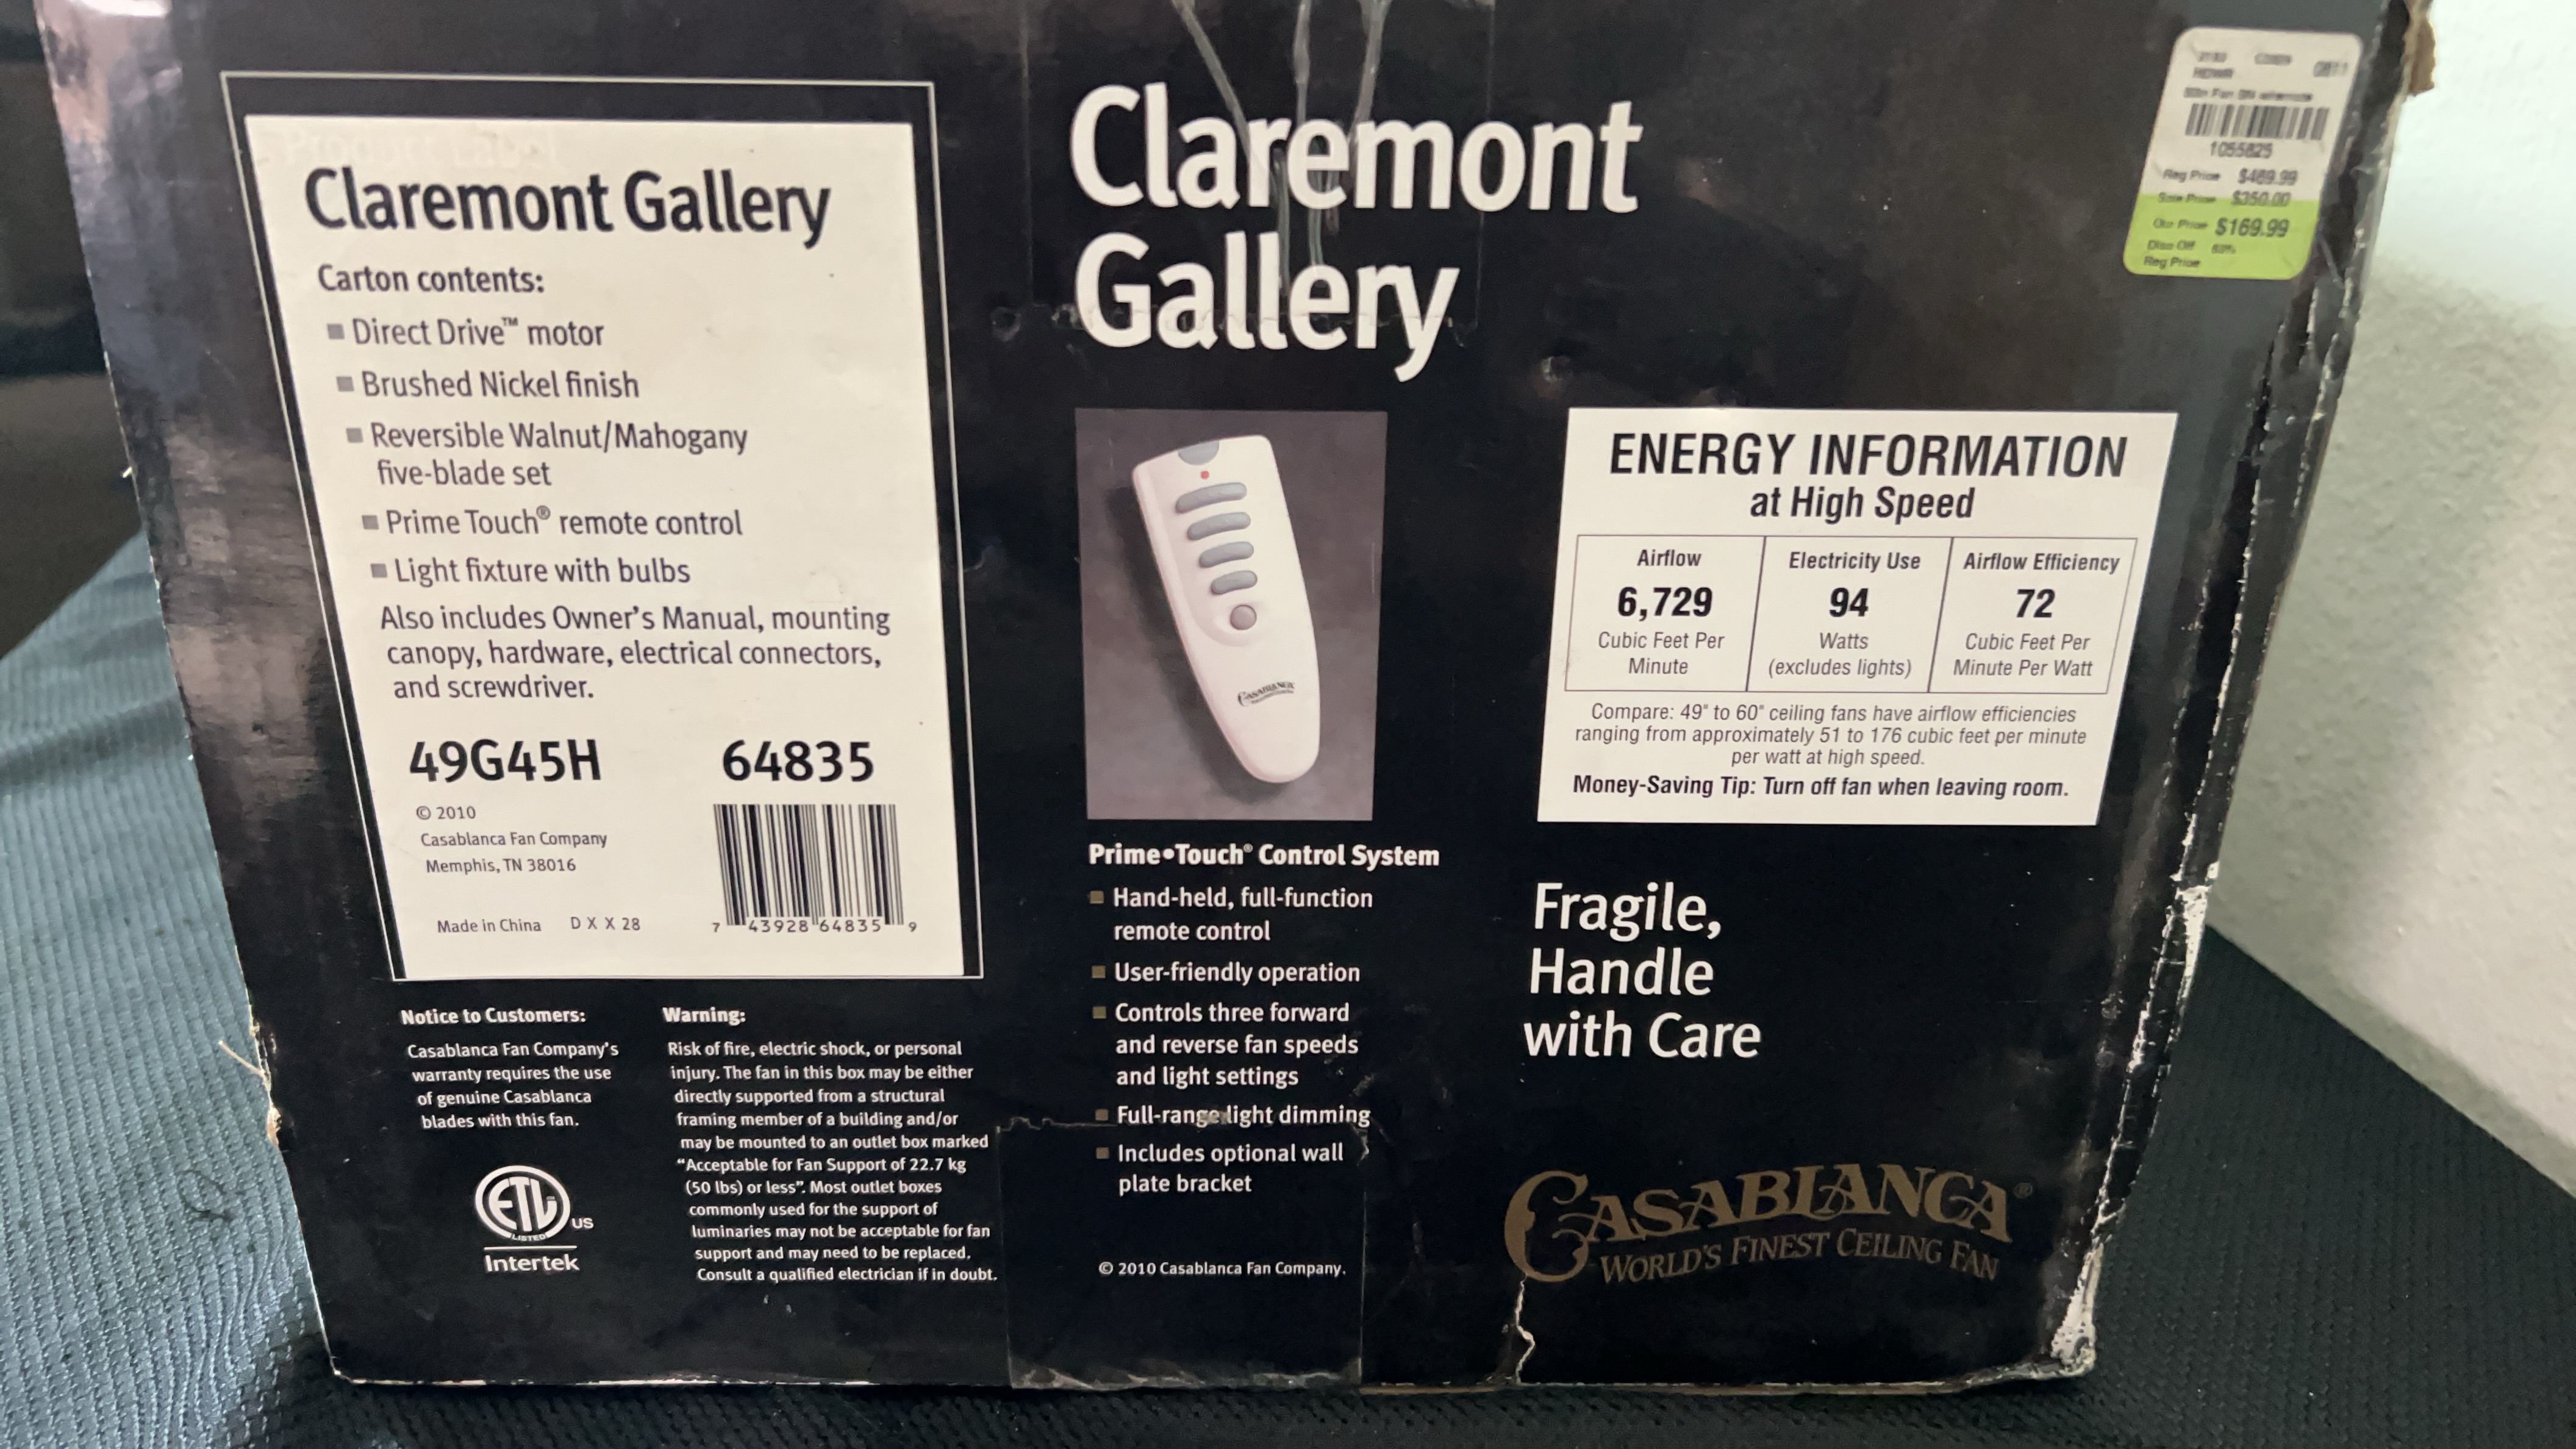 Claremont Gallery
Carton contents:
■ Direct Drive™ motor
■ Brushed Nickel finish
■ Reversible Walnut/Mahogany
five-blade set
■ Prime Touch® remote control
■ Light fixture with bulbs
Also includes Owner's Manual, mounting
canopy, hardware, electrical connectors,
and screwdriver.
49G45H 64835
© 2010
Casablanca Fan Company
Memphis, TN 38016
Made in China D X X 28
7 43928 64835 9
Notice to Customers:
Casablanca Fan Company's
warranty requires the use
of genuine Casablanca
blades with this fan.
ETL US
LISTED
Intertek
Warning:
Risk of fire, electric shock, or personal
injury. The fan in this box may be either
directly supported from a structural
framing member of a building and/or
may be mounted to an outlet box marked
"Acceptable for Fan Support of 22.7 kg
(50 lbs) or less". Most outlet boxes
commonly used for the support of
luminaries may not be acceptable for fan
support and may need to be replaced.
Consult a qualified electrician if in doubt.
Claremont
Gallery
CASABLANCA
Prime•Touch® Control System
■ Hand-held, full-function
remote control
■ User-friendly operation
■ Controls three forward
and reverse fan speeds
and light settings
■ Full-range light dimming
■ Includes optional wall
plate bracket
© 2010 Casablanca Fan Company.
1055825
Reg Price $489.99
Sale Price $350.00
Our Price $169.99
Disc Off
Reg Price
ENERGY INFORMATION
at High Speed
Airflow
6,729
Cubic Feet Per
Minute
Electricity Use
94
Watts
(excludes lights)
Airflow Efficiency
72
Cubic Feet Per
Minute Per Watt
Compare: 49" to 60" ceiling fans have airflow efficiencies
ranging from approximately 51 to 176 cubic feet per minute
per watt at high speed.
Money-Saving Tip: Turn off fan when leaving room.
Fragile,
Handle
with Care
CASABLANCA®
WORLD'S FINEST CEILING FAN